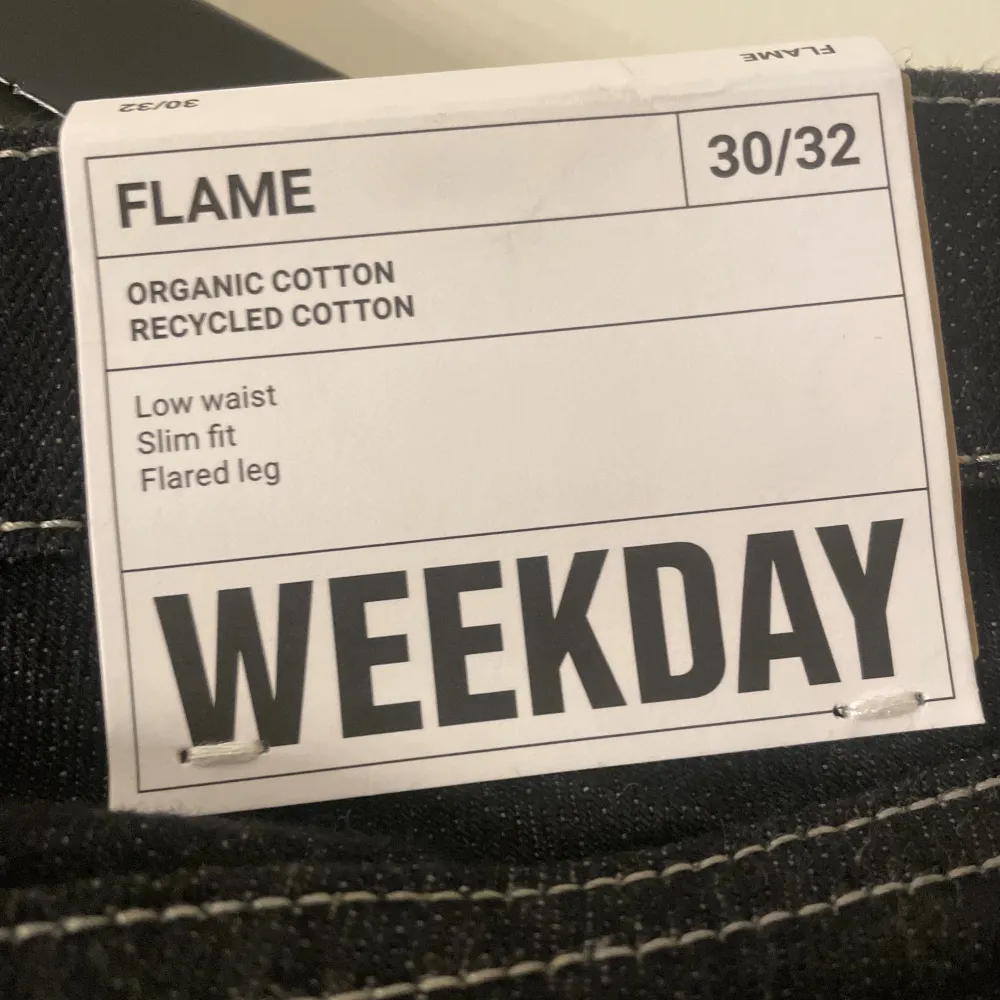 30/32
FLAME
FLAME
30/32
ORGANIC COTTON
RECYCLED COTTON
Low waist
Slim fit
Flared leg
WEEKDAY